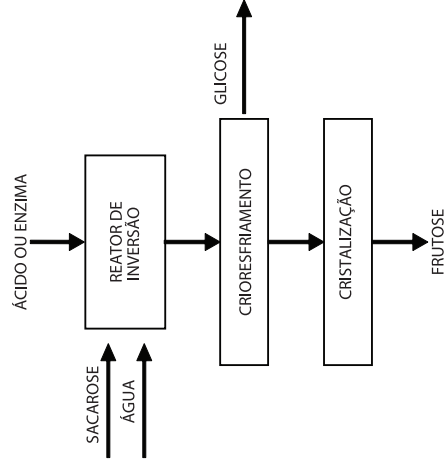 ÁCIDO OU ENZIMA
SACAROSE
ÁGUA
REATOR DE
INVERSÃO
CRIORESFRIAMENTO
GLICOSE
CRISTALIZAÇÃO
FRUTOSE